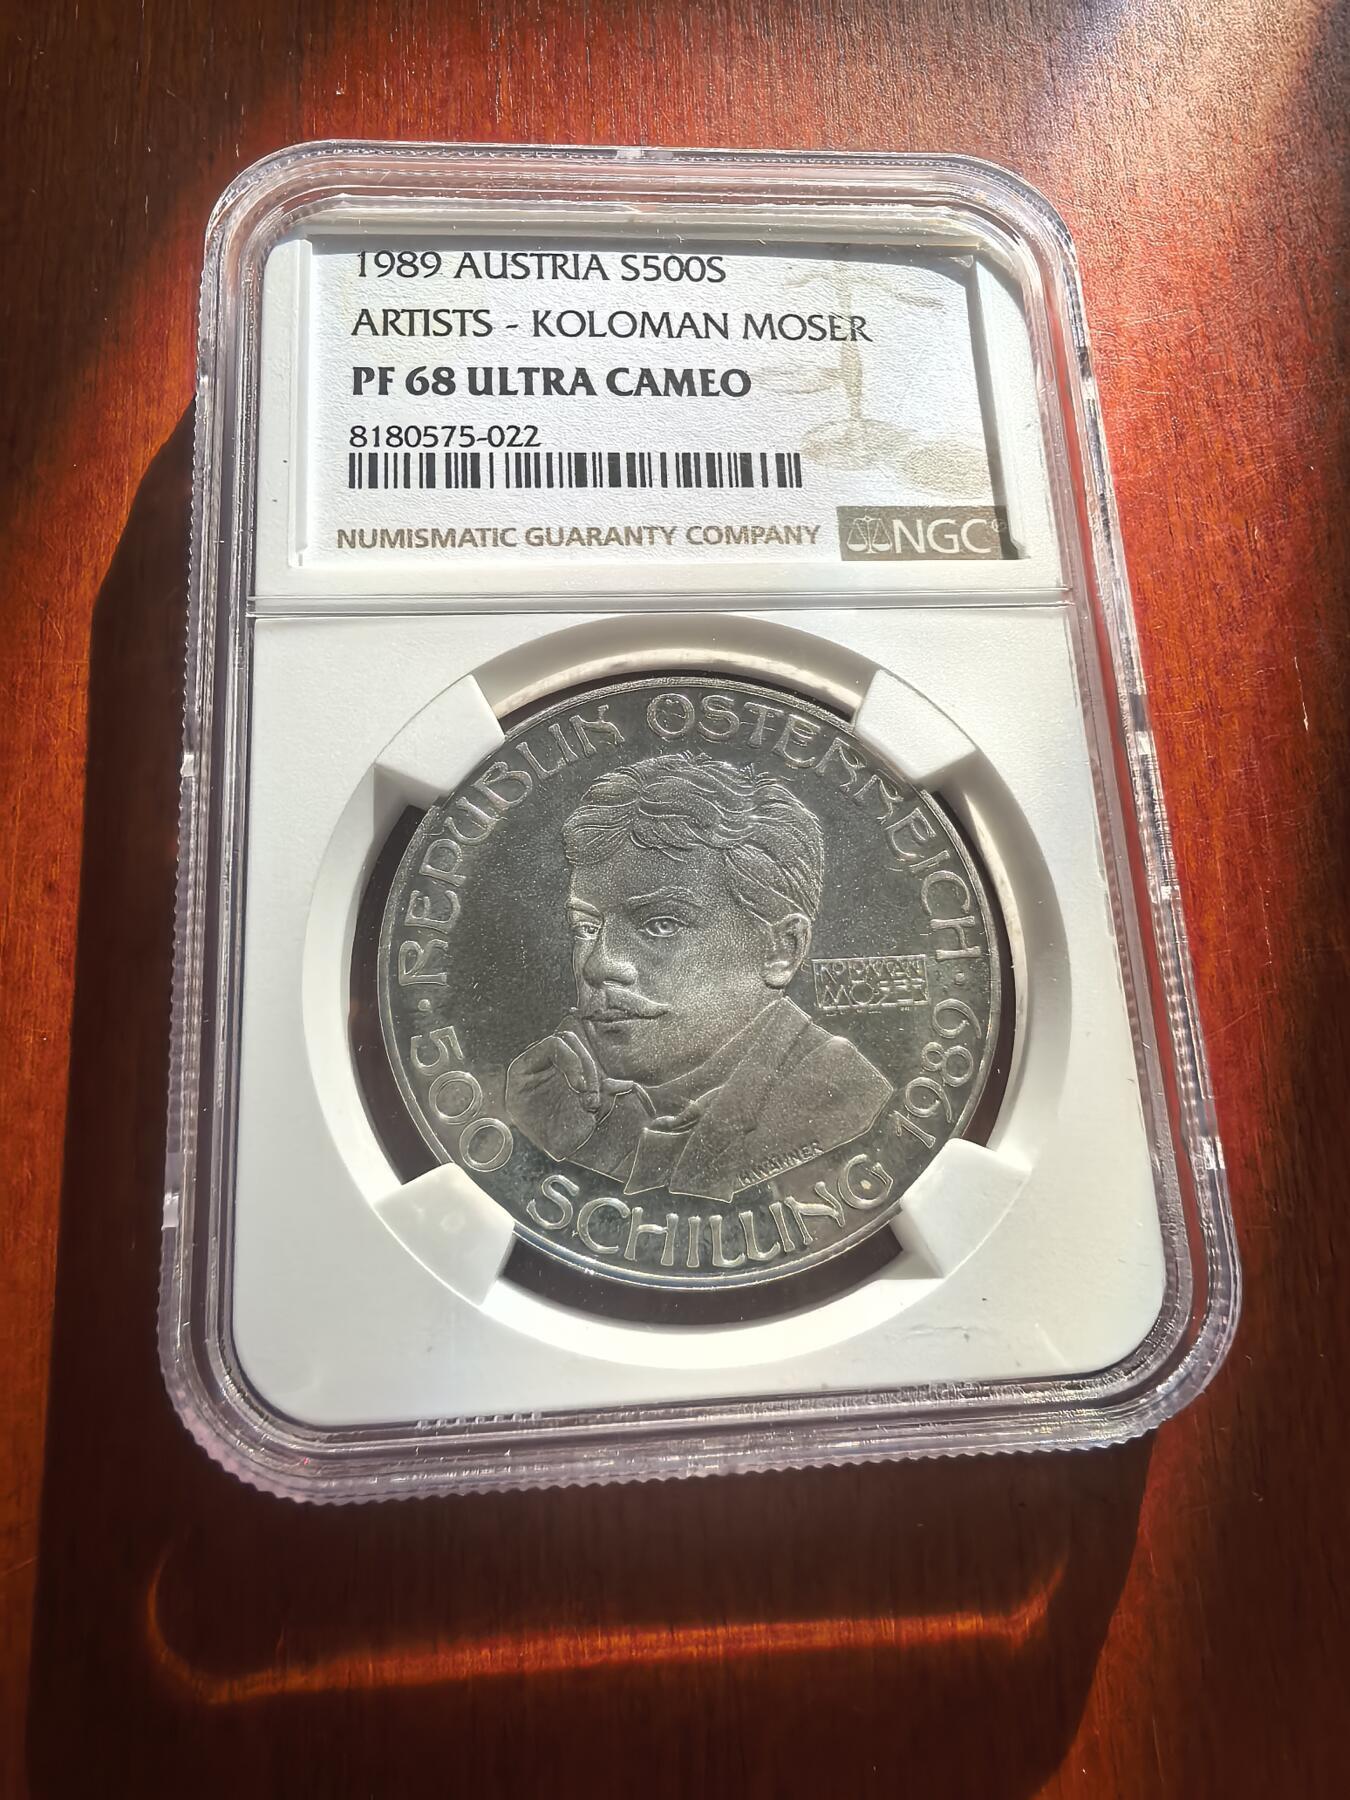 1989 AUSTRIA S500S
ARTISTS - KOLOMAN MOSER
PF 68 ULTRA CAMEO
8180575-022
NUMISMATIC GUARANTY COMPANY
NGC
· REPUBLIK ÖSTERREICH · 1989
500 SCHILLING
KOLOMAN
MOSER
H.WÄHNER